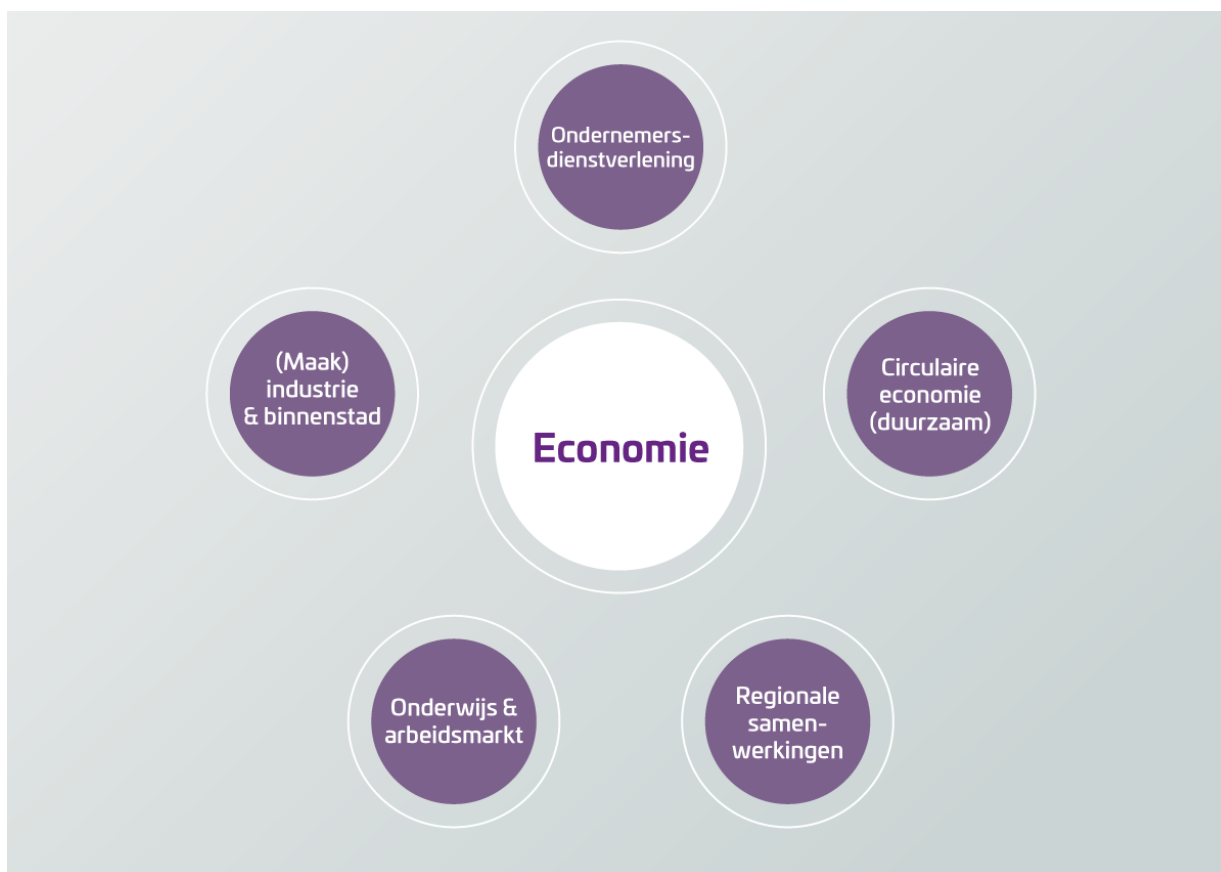 Ondernemers-
dienstverlening
(Maak)
industrie
& binnenstad
Circulaire
economie
(duurzaam)
Economie
Onderwijs &
arbeidsmarkt
Regionale
samen-
werkingen